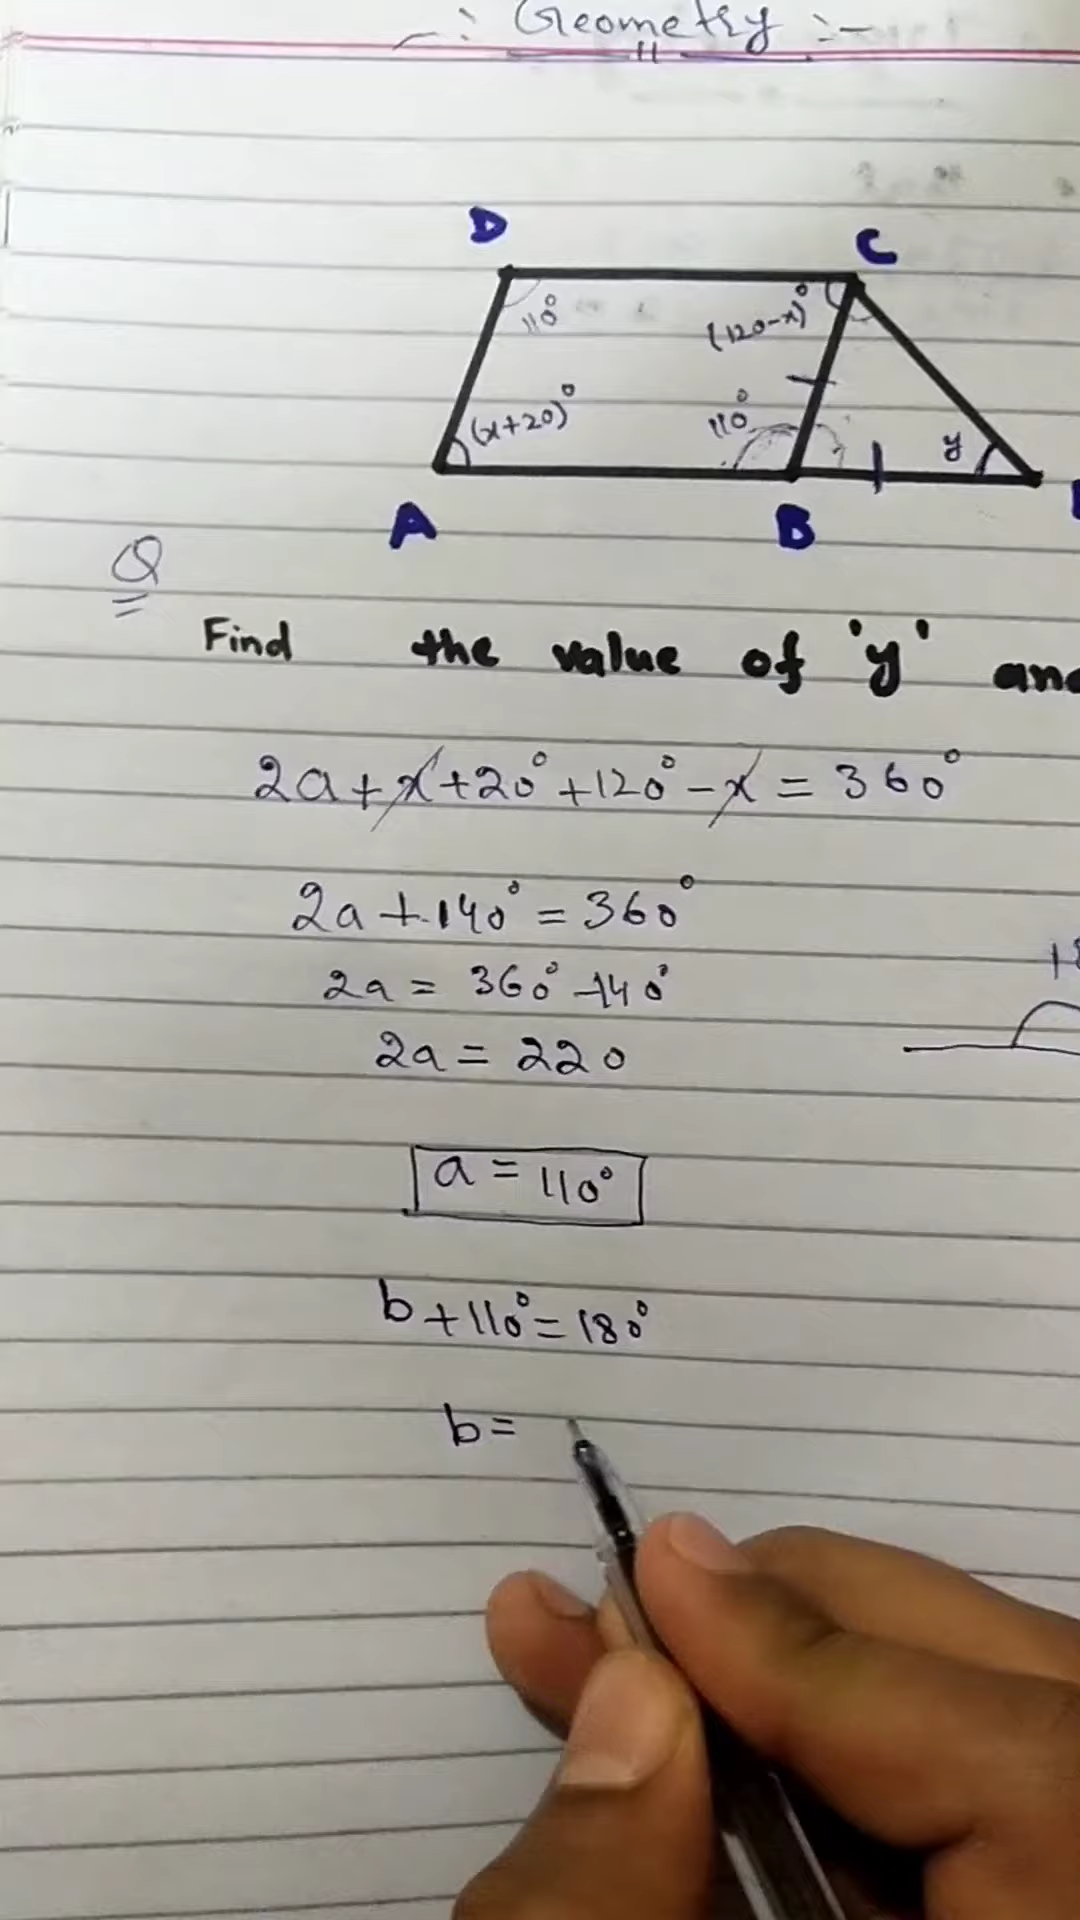 :Geometry:-
D
C
110°
(120-x)°
(x+20)°
110°
y
A
B
Q
Find the value of 'y'
2a+x+20°+120°-x=360°
2a+140°=360°
2a= 360°-140°
2a= 220
a=110°
b+110°=180°
b=